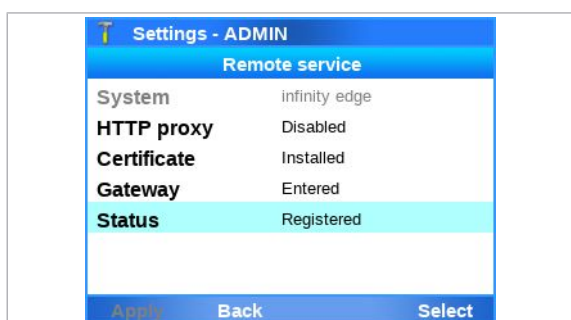 Settings - ADMIN
Remote service
System infinity edge
HTTP proxy Disabled
Certificate Installed
Gateway Entered
Status Registered
Apply Back Select